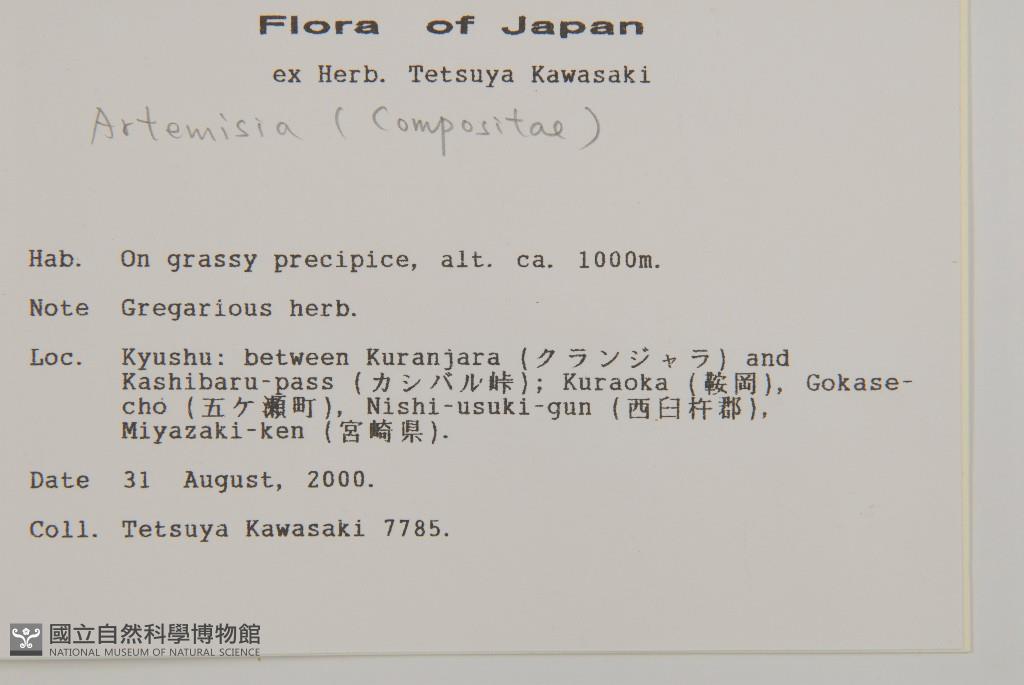 Flora of Japan
ex Herb. Tetsuya Kawasaki
Artemisia (Compositae)
Hab. On grassy precipice, alt. ca. 1000m.
Note Gregarious herb.
Loc. Kyushu: between Kuranjara (クランジャラ) and
Kashibaru-pass (カシバル峠); Kuraoka (鞍岡), Gokase-
cho (五ケ瀬町), Nishi-usuki-gun (西臼杵郡),
Miyazaki-ken (宮崎県).
Date 31 August, 2000.
Coll. Tetsuya Kawasaki 7785.
國立自然科學博物館
NATIONAL MUSEUM OF NATURAL SCIENCE